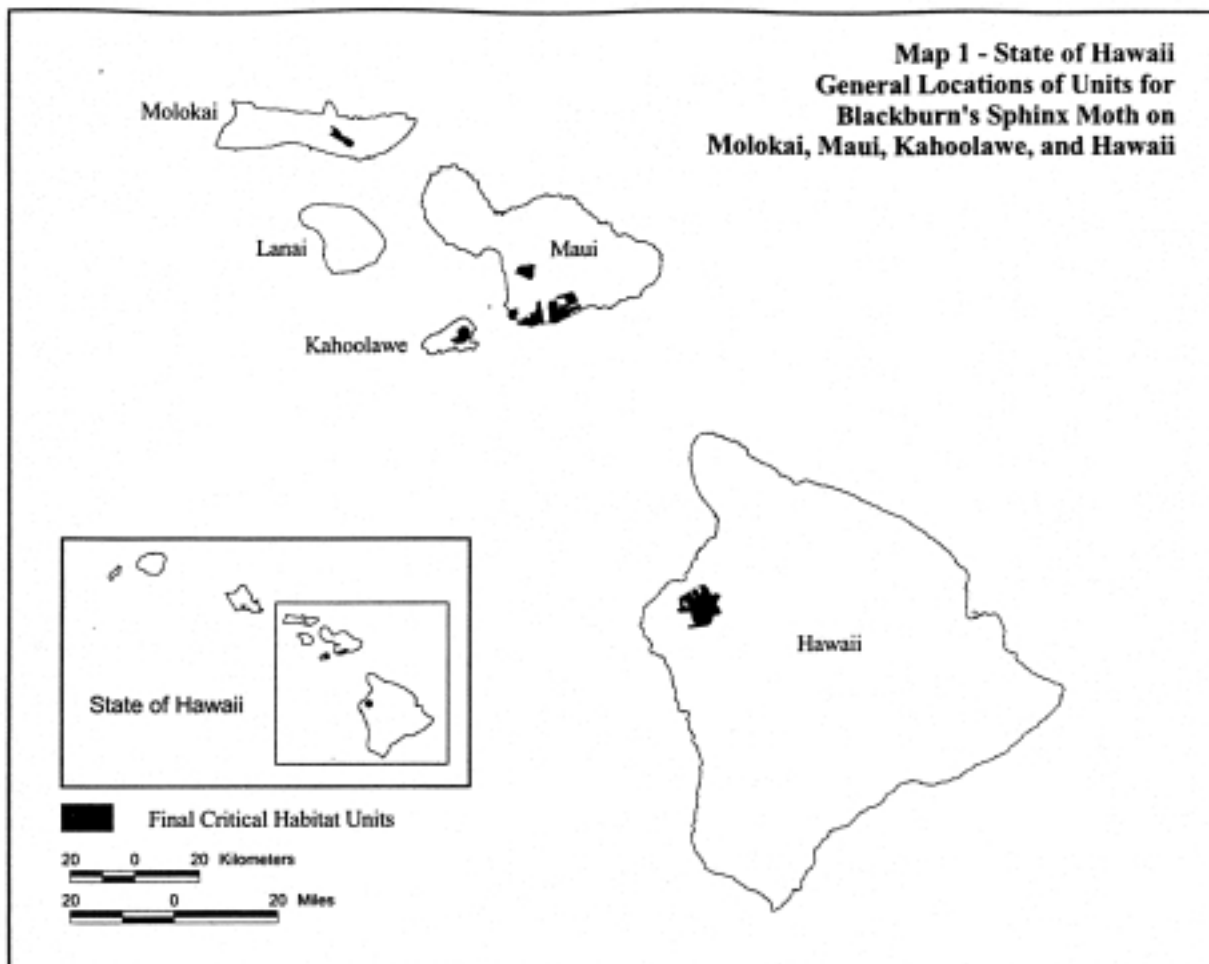 Map 1 - State of Hawaii
General Locations of Units for
Blackburn's Sphinx Moth on
Molokai, Maui, Kahoolawe, and Hawaii
Molokai
Lanai
Maui
Kahoolawe
Hawaii
State of Hawaii
Final Critical Habitat Units
20 0 20 Kilometers
20 0 20 Miles